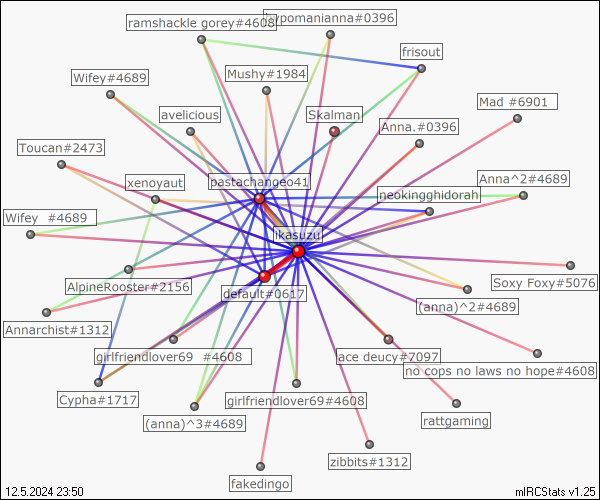 ramshackle gorey#4608
hypomanianna#0396
frisout
Wifey#4689
Mushy#1984
avelicious
Skalman
Mad #6901
Anna.#0396
Toucan#2473
xenoyaut
pastachangeo41
Anna^2#4689
neokingghidorah
Wifey #4689
ikasuzu
AlpineRooster#2156
default#0617
Soxy Foxy#5076
(anna)^2#4689
Annarchist#1312
girlfriendlover69 #4608
ace deucy#7097
no cops no laws no hope#4608
Cypha#1717
girlfriendlover69#4608
(anna)^3#4689
rattgaming
zibbits#1312
fakedingo
12.5.2024 23:50
mIRCStats v1.25